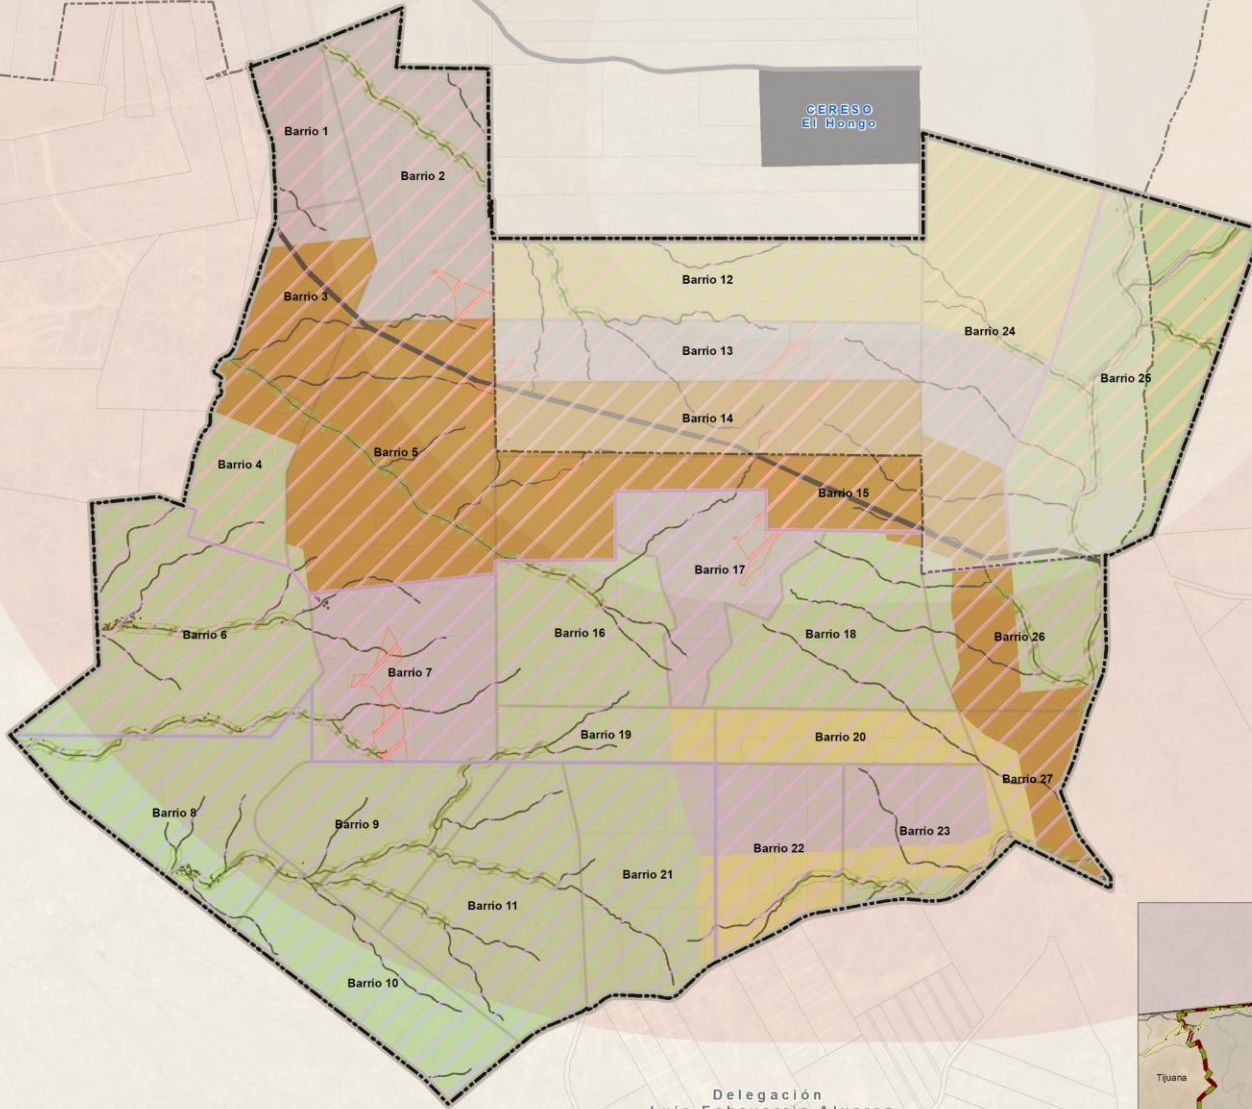 CERESO
El Hongo
Barrio 1
Barrio 2
Barrio 12
Barrio 3
Barrio 24
Barrio 13
Barrio 25
Barrio 14
Barrio 5
Barrio 4
Barrio 15
Barrio 17
Barrio 6
Barrio 16
Barrio 18
Barrio 26
Barrio 7
Barrio 19
Barrio 20
Barrio 27
Barrio 8
Barrio 9
Barrio 23
Barrio 22
Barrio 21
Barrio 11
Barrio 10
Tijuana
Delegación
Luis Echeverría Alvarez